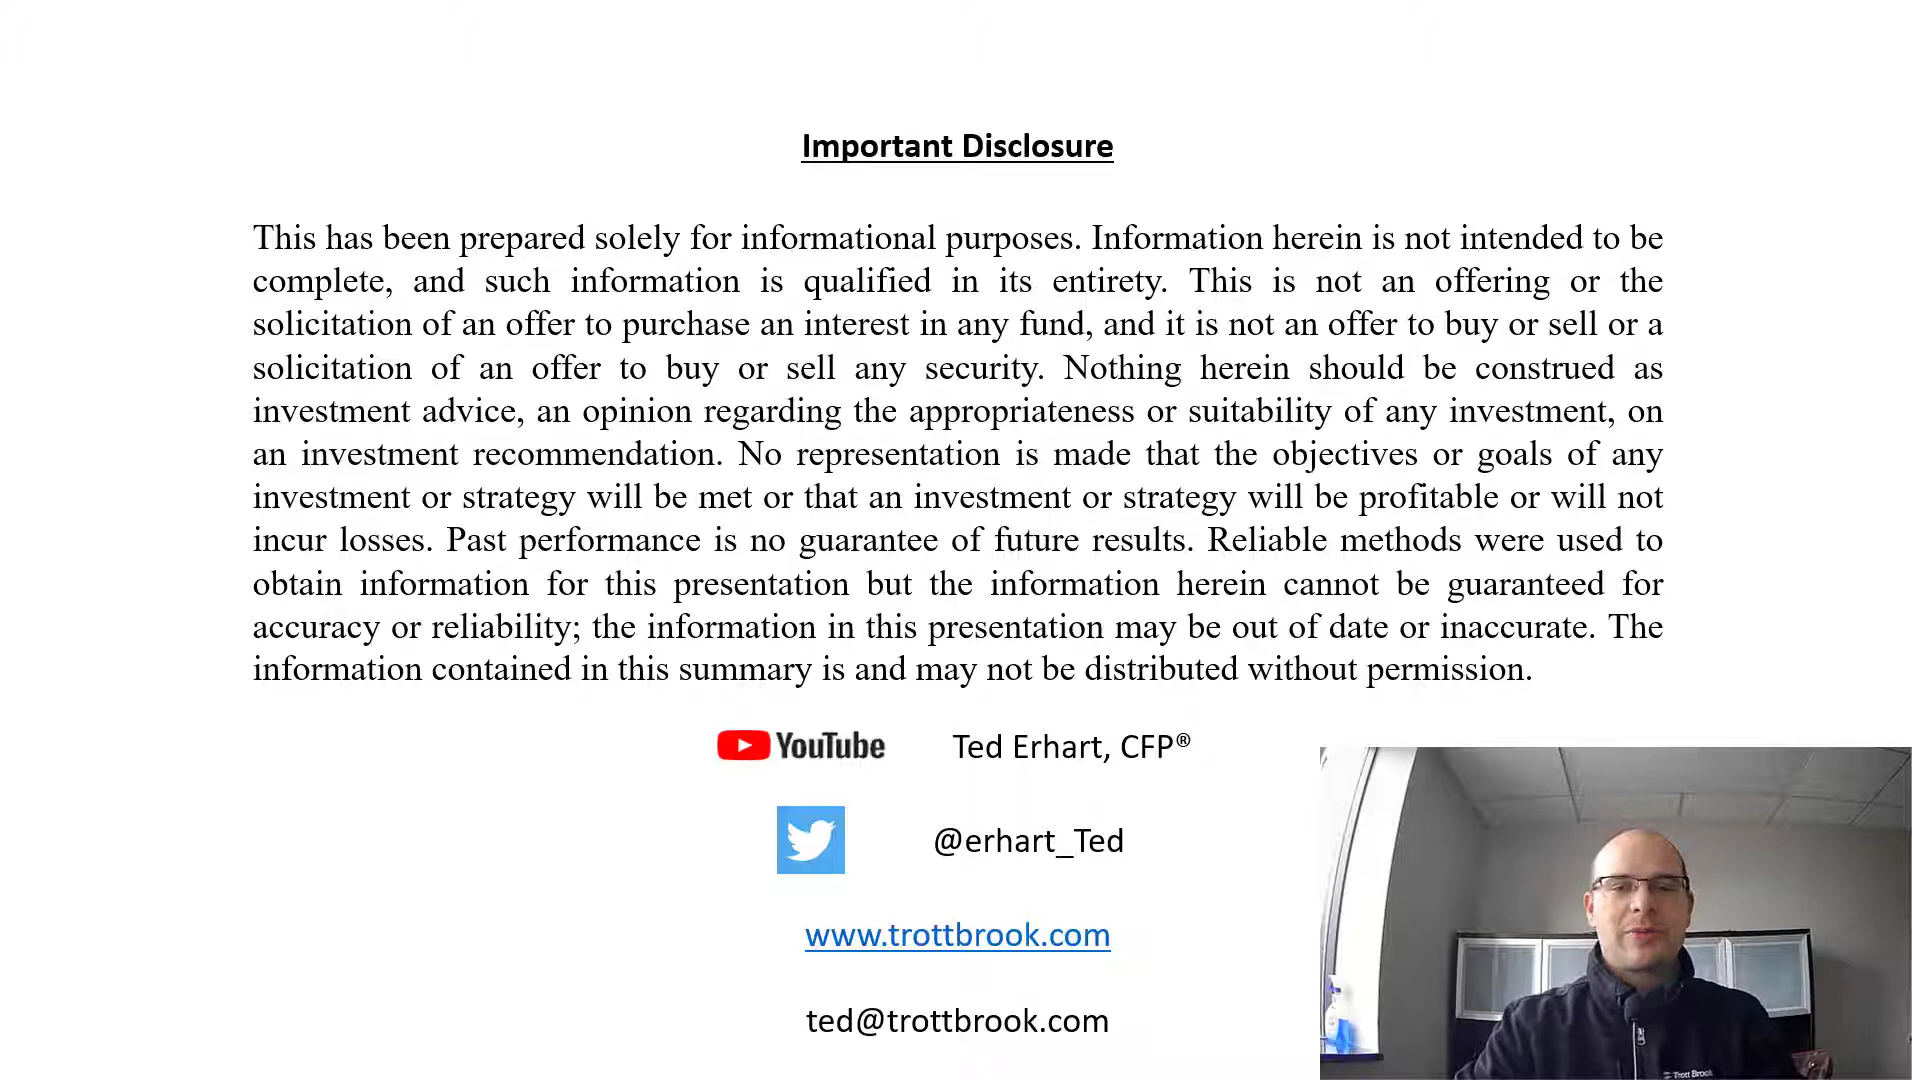 Important Disclosure
This has been prepared solely for informational purposes. Information herein is not intended to be
complete, and such information is qualified in its entirety. This is not an offering or the
solicitation of an offer to purchase an interest in any fund, and it is not an offer to buy or sell or a
solicitation of an offer to buy or sell any security. Nothing herein should be construed as
investment advice, an opinion regarding the appropriateness or suitability of any investment, on
an investment recommendation. No representation is made that the objectives or goals of any
investment or strategy will be met or that an investment or strategy will be profitable or will not
incur losses. Past performance is no guarantee of future results. Reliable methods were used to
obtain information for this presentation but the information herein cannot be guaranteed for
accuracy or reliability; the information in this presentation may be out of date or inaccurate. The
information contained in this summary is and may not be distributed without permission.
YouTube Ted Erhart, CFP®
@erhart_Ted
www.trottbrook.com
ted@trottbrook.com
Trott Brook